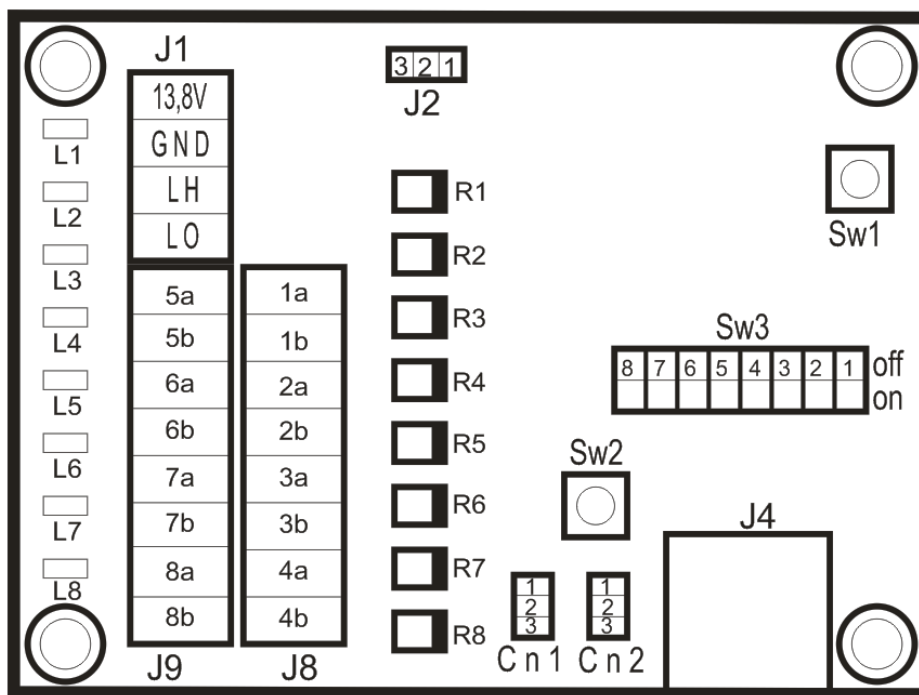 J1
13,8V
GND
LH
LO
3 2 1
J2
L1
L2
L3
L4
L5
L6
L7
L8
5a
5b
6a
6b
7a
7b
8a
8b
J9
1a
1b
2a
2b
3a
3b
4a
4b
J8
R1
R2
R3
R4
R5
R6
R7
R8
Sw1
Sw3
8 7 6 5 4 3 2 1 off
on
Sw2
1
2
3
Cn1
1
2
3
Cn2
J4